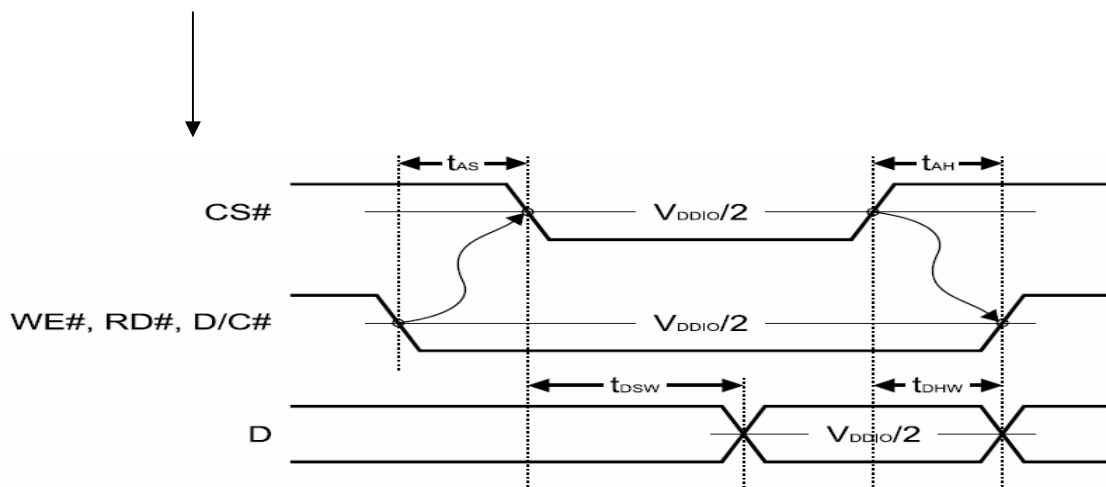 tAS tAH
CS# VDDIO/2
WE#, RD#, D/C# VDDIO/2
tDSW tDHW
D VDDIO/2